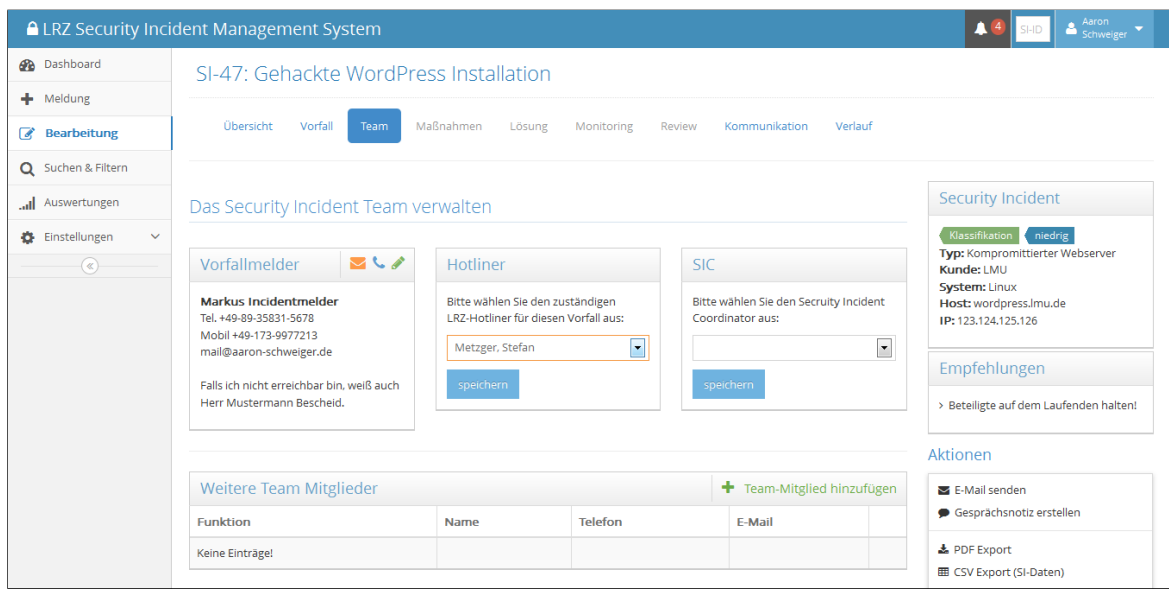 LRZ Security Incident Management System
4
SI-ID
Aaron
Schweiger
Dashboard
Meldung
Bearbeitung
Suchen & Filtern
Auswertungen
Einstellungen
SI-47: Gehackte WordPress Installation
Übersicht Vorfall Team Maßnahmen Lösung Monitoring Review Kommunikation Verlauf
Das Security Incident Team verwalten
Vorfallmelder
Markus Incidentmelder
Tel. +49-89-35831-5678
Mobil +49-173-9977213
mail@aaron-schweiger.de
Falls ich nicht erreichbar bin, weiß auch
Herr Mustermann Bescheid.
Hotliner
Bitte wählen Sie den zuständigen
LRZ-Hotliner für diesen Vorfall aus:
Metzger, Stefan
speichern
SIC
Bitte wählen Sie den Secruity Incident
Coordinator aus:
speichern
Weitere Team Mitglieder
Team-Mitglied hinzufügen
Funktion Name Telefon E-Mail
Keine Einträge!
Security Incident
Klassifikation niedrig
Typ: Kompromittierter Webserver
Kunde: LMU
System: Linux
Host: wordpress.lmu.de
IP: 123.124.125.126
Empfehlungen
> Beteiligte auf dem Laufenden halten!
Aktionen
E-Mail senden
Gesprächsnotiz erstellen
PDF Export
CSV Export (SI-Daten)